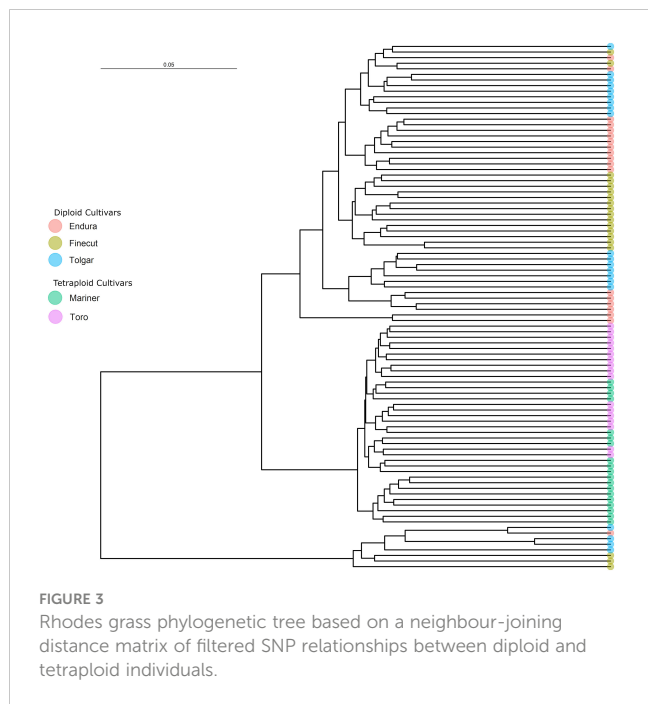 0.05
Diploid Cultivars
Endura
Finecut
Tolgar
Tetraploid Cultivars
Mariner
Toro
FIGURE 3
Rhodes grass phylogenetic tree based on a neighbour-joining
distance matrix of filtered SNP relationships between diploid and
tetraploid individuals.